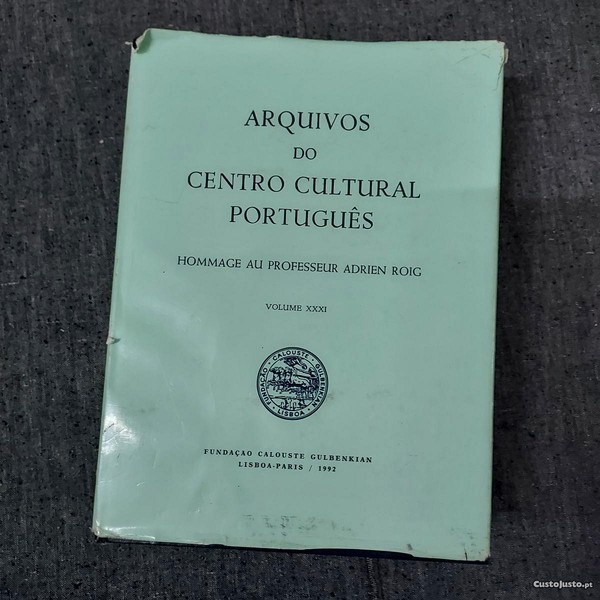 ARQUIVOS
DO
CENTRO CULTURAL
PORTUGUÊS
HOMMAGE AU PROFESSEUR ADRIEN ROIG
VOLUME XXXI
FUNDAÇÃO · CALOUSTE · GULBENKIAN
· LISBOA ·
FUNDAÇAO CALOUSTE GULBENKIAN
LISBOA-PARIS / 1992
CustoJusto.pt